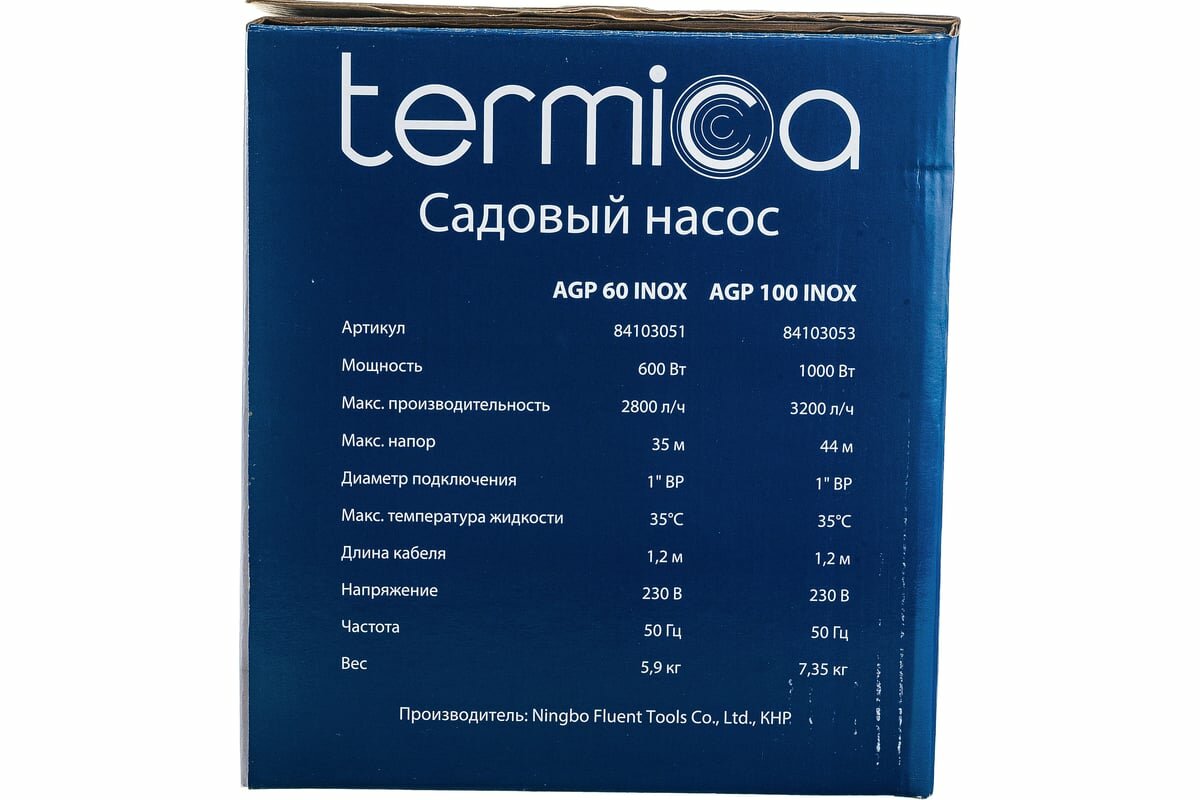 termica
Садовый насос
AGP 60 INOX AGP 100 INOX
Артикул 84103051 84103053
Мощность 600 Вт 1000 Вт
Макс. производительность 2800 л/ч 3200 л/ч
Макс. напор 35 м 44 м
Диаметр подключения 1" ВР 1" ВР
Макс. температура жидкости 35°C 35°C
Длина кабеля 1,2 м 1,2 м
Напряжение 230 В 230 В
Частота 50 Гц 50 Гц
Вес 5,9 кг 7,35 кг
Производитель: Ningbo Fluent Tools Co., Ltd., КНР